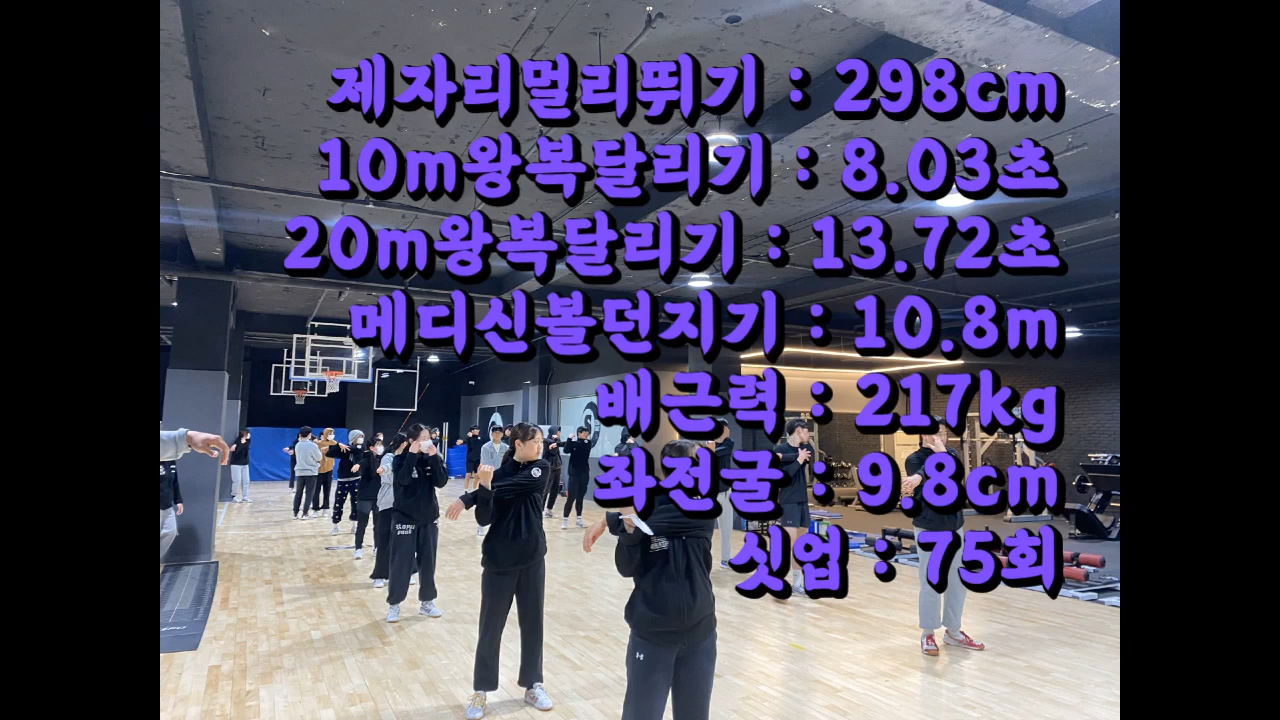 제자리멀리뛰기 : 298cm
10m왕복달리기 : 8.03초
20m왕복달리기 : 13.72초
메디신볼던지기 : 10.8m
배근력 : 217kg
좌전굴 : 9.8cm
싯업 : 75회